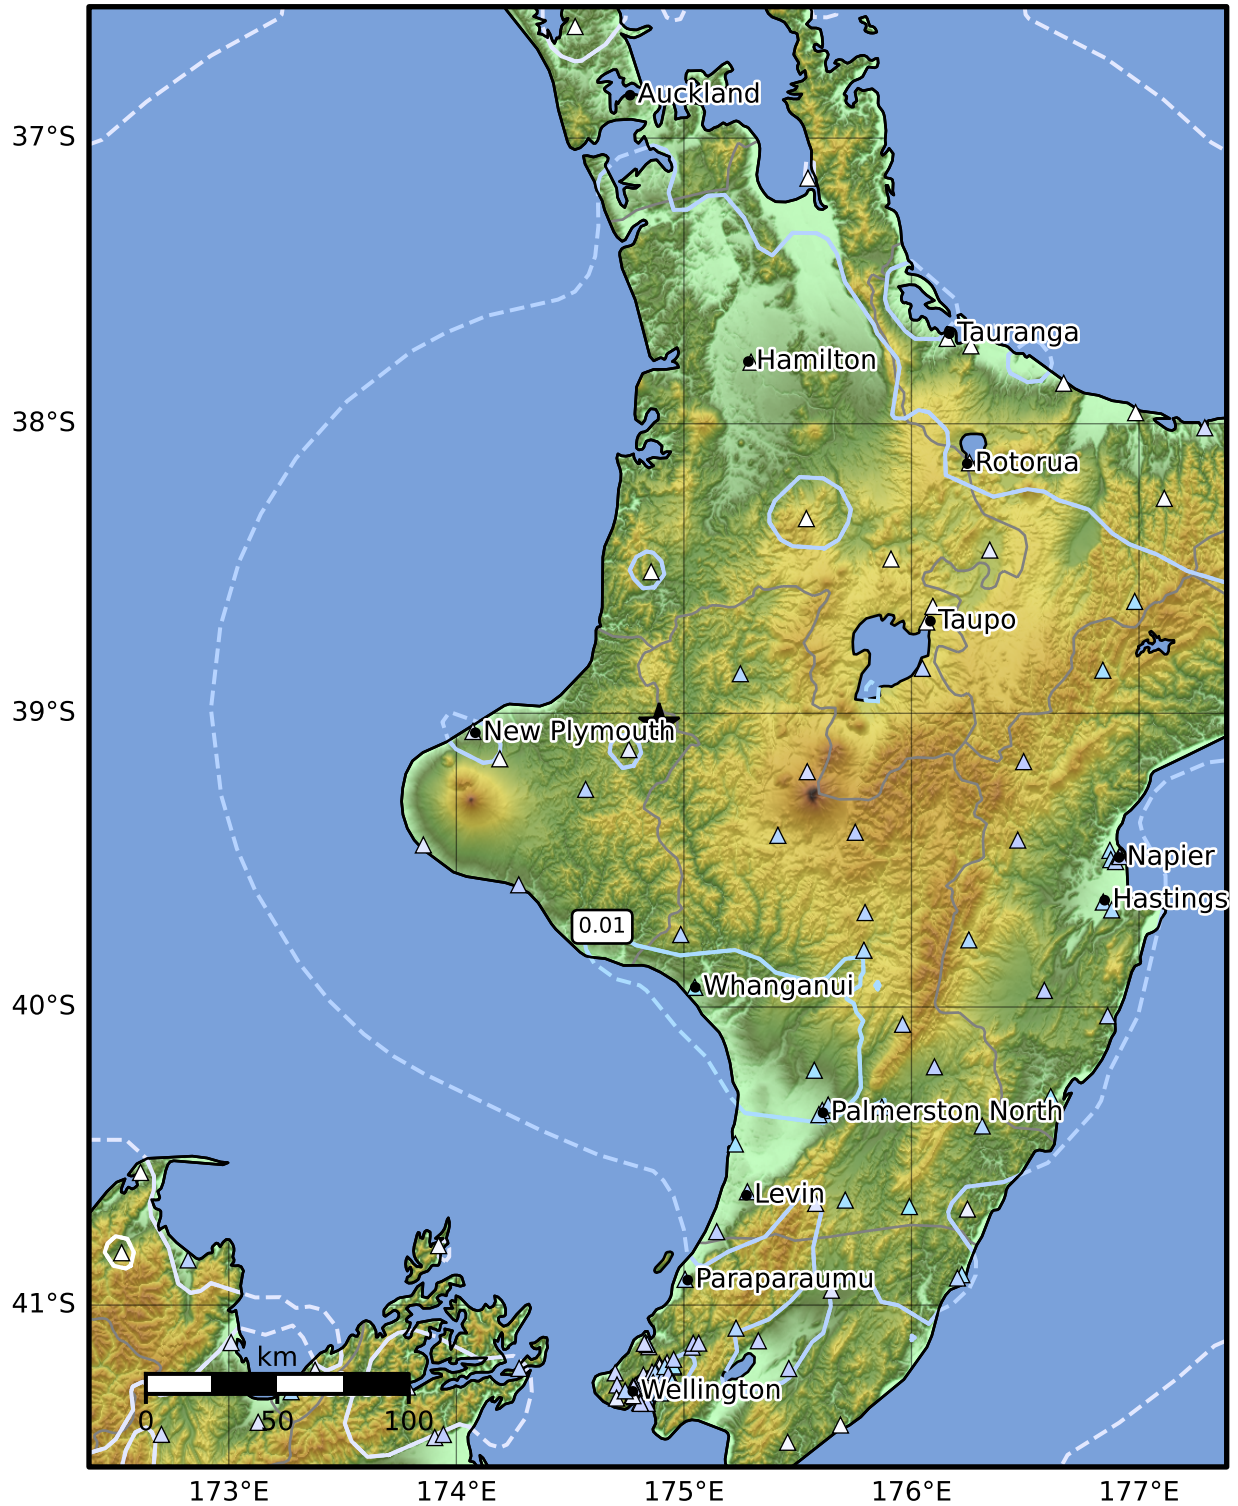 Auckland
37°S
Tauranga
Hamilton
38°S
Rotorua
Taupo
39°S
New Plymouth
Napier
Hastings
0.01
Whanganui
40°S
Palmerston North
Levin
Paraparaumu
41°S
km
Wellington
0 50 100
173°E 174°E 175°E 176°E 177°E